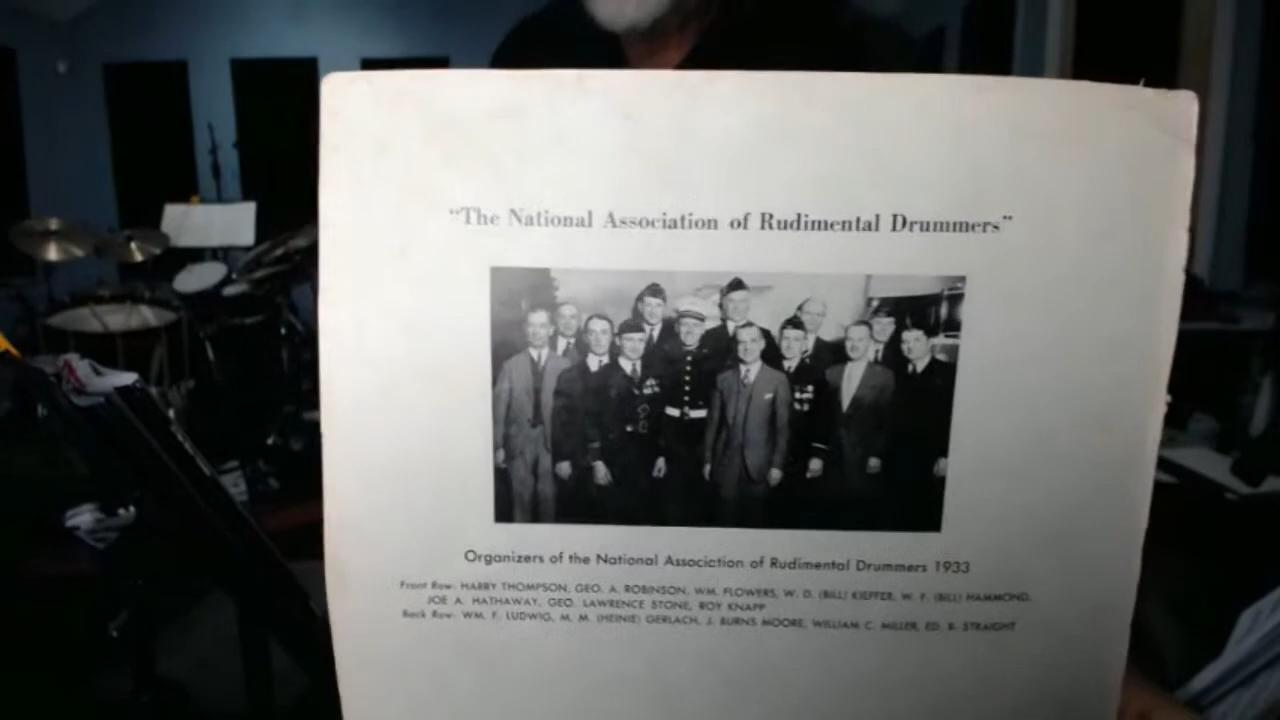 "The National Association of Rudimental Drummers"
Organizers of the National Association of Rudimental Drummers 1933
Front Row: HARRY THOMPSON, GEO. A. ROBINSON, WM. FLOWERS, W. D. (BILL) KIEFFER, W. F. (BILL) HAMMOND,
JOE A. HATHAWAY, GEO. LAWRENCE STONE, ROY KNAPP
Back Row: WM. F. LUDWIG, M. M. (HEINIE) GERLACH, J. BURNS MOORE, WILLIAM C. MILLER, ED. B. STRAIGHT